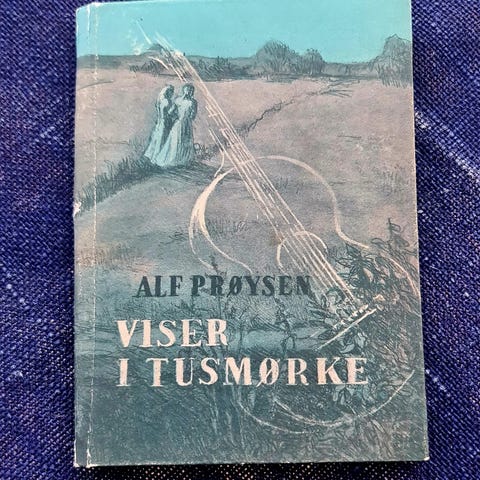 ALF PRØYSEN
VISER
I TUSMØRKE